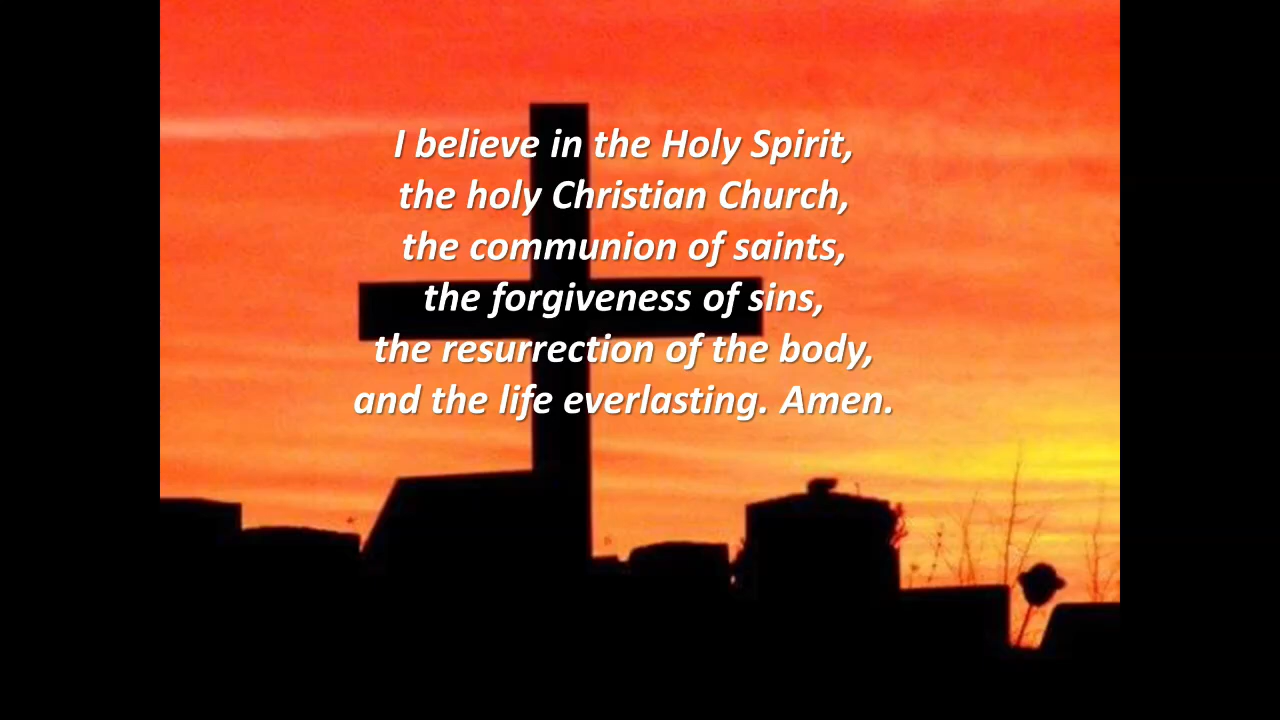 I believe in the Holy Spirit,
the holy Christian Church,
the communion of saints,
the forgiveness of sins,
the resurrection of the body,
and the life everlasting. Amen.